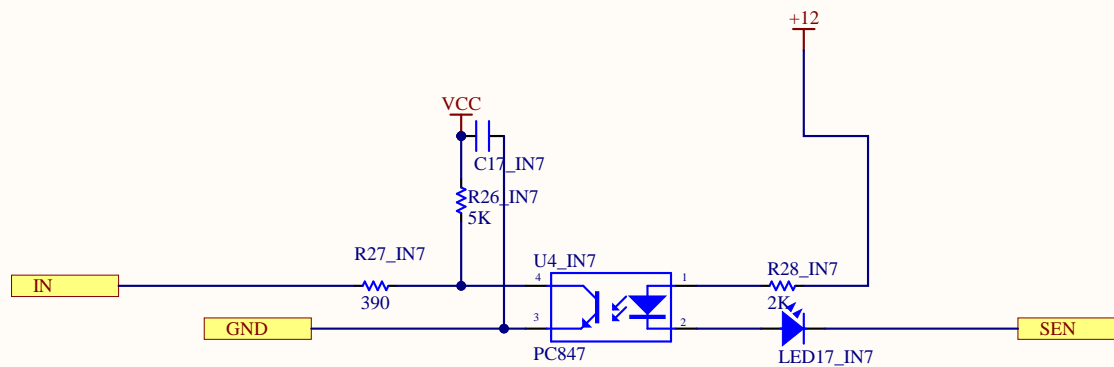 +12
VCC
C17_IN7
R26_IN7
5K
R27_IN7
U4_IN7
R28_IN7
4
1
IN
390
2K
3
2
GND
SEN
PC847
LED17_IN7